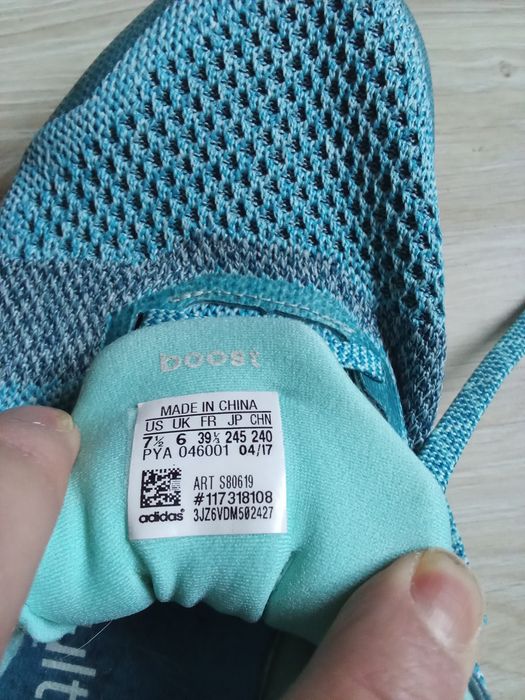 boost
MADE IN CHINA
US UK FR JP CHN
7½ 6 39⅓ 245 240
PYA 046001 04/17
ART S80619
#117318108
adidas® 3JZ6VDM502427
ult